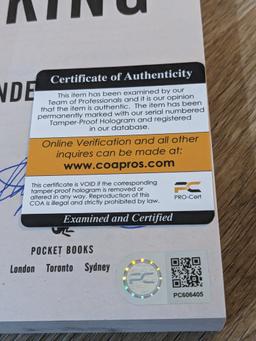 KING
NDE
Certificate of Authenticity
This item has been examined by our
Team of Professionals and it is our opinion
that the item is authentic. The item has been
permanently marked with our serial numbered
Tamper-Proof Hologram and registered
in our database.
Online Verification and all other
inquires can be made at:
www.coapros.com
This certificate is VOID if the corresponding
tamper-proof hologram is removed or
altered in any way. Reproduction of this
COA is illegal and strictly prohibited by law.
PC
PRO-Cert
Examined and Certified
POCKET BOOKS
London Toronto Sydney
PC
PC606405